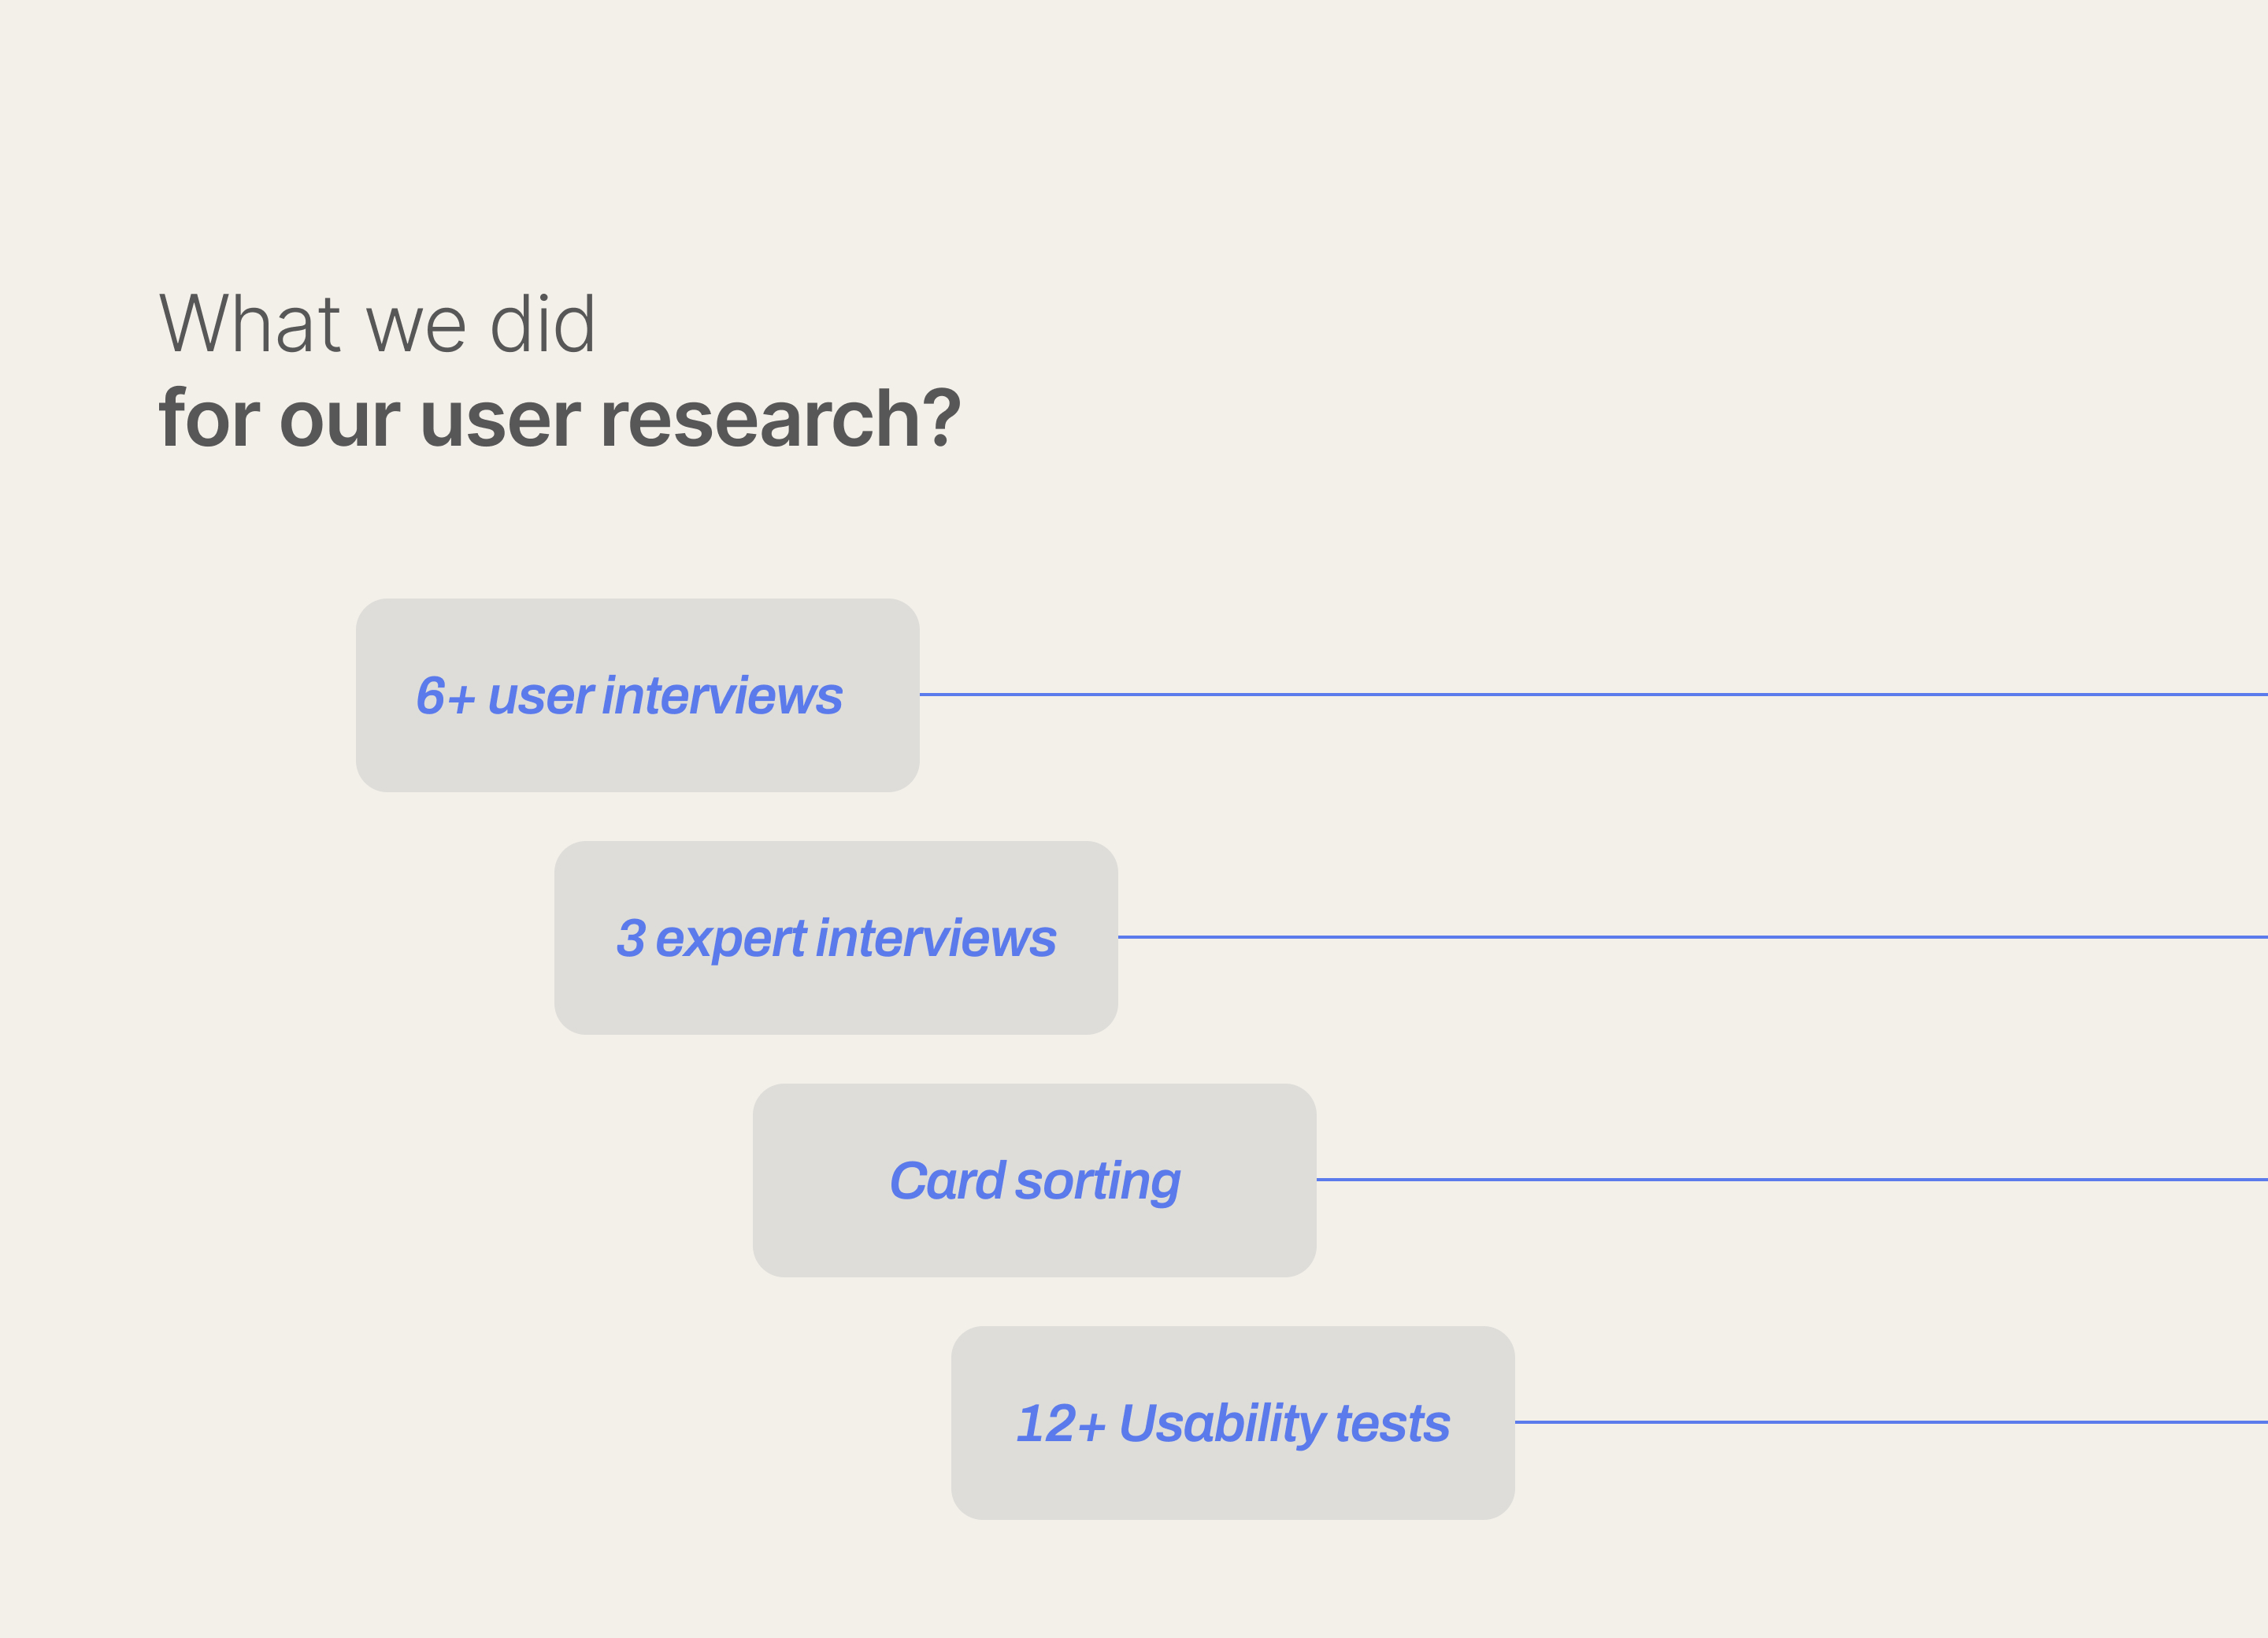 What we did
for our user research?
6+ user interviews
3 expert interviews
Card sorting
12+ Usability tests